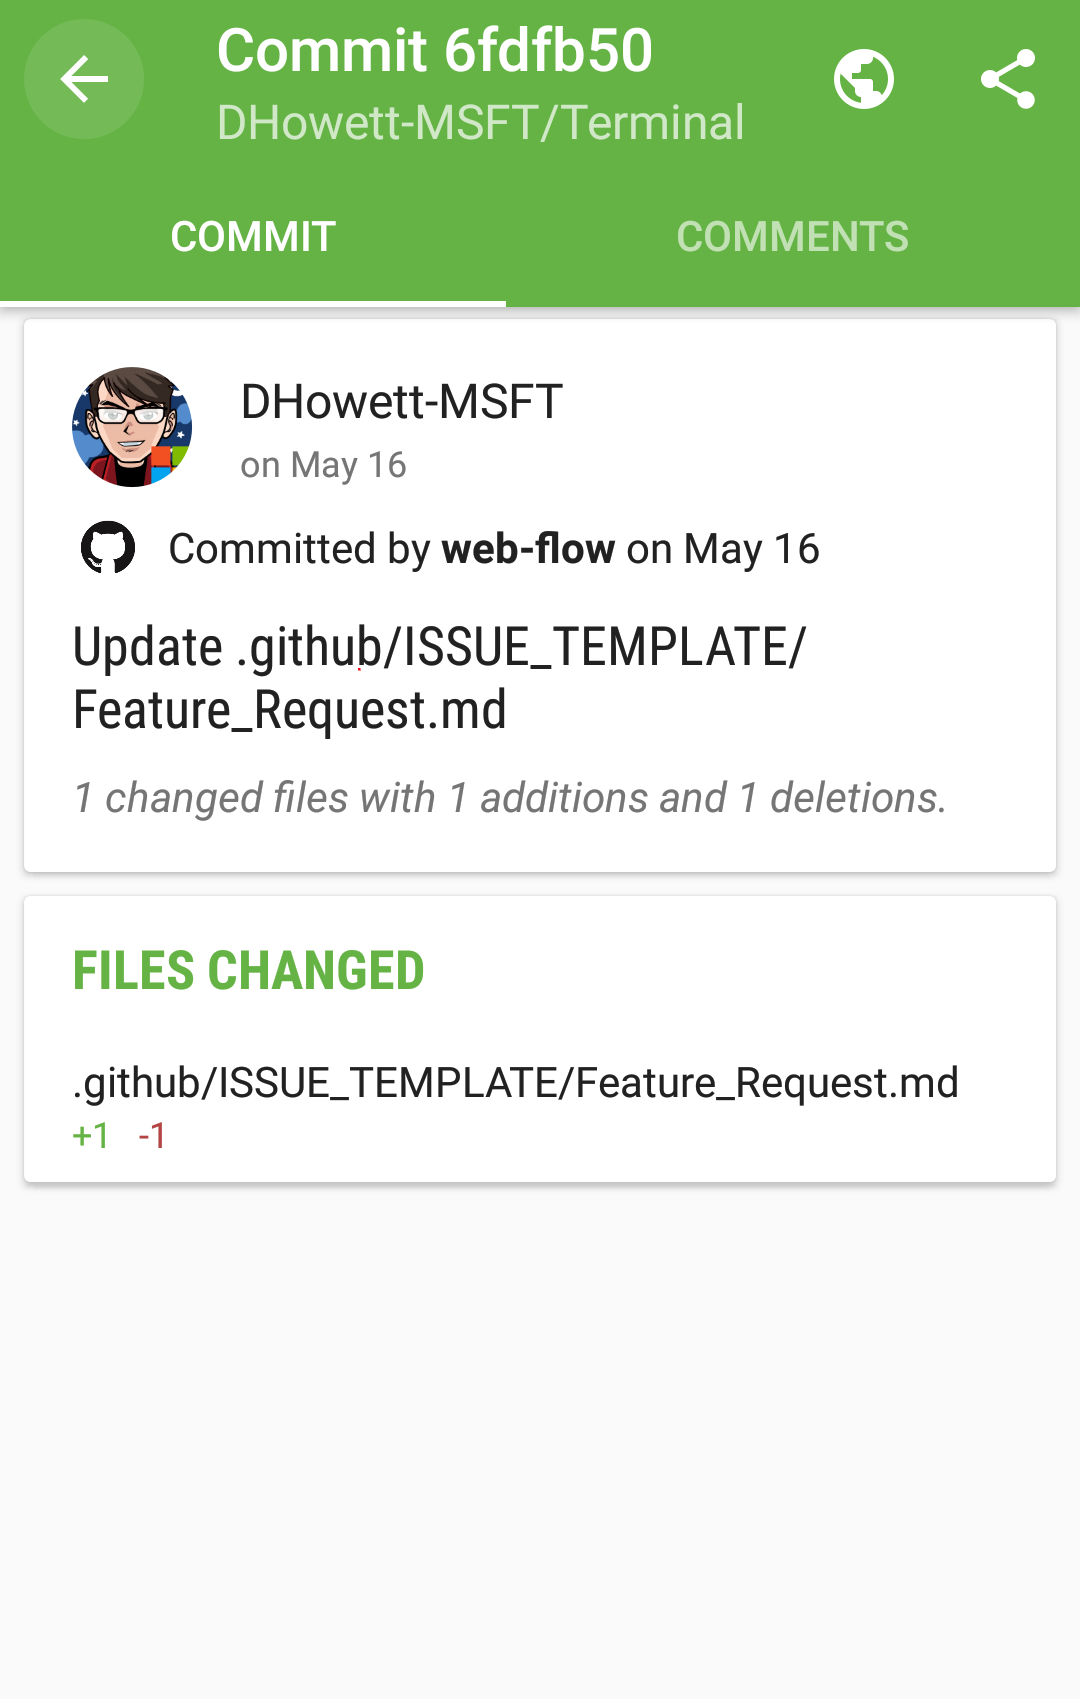 Commit 6fdfb50
DHowett-MSFT/Terminal
COMMIT
COMMENTS
DHowett-MSFT
on May 16
Committed by web-flow on May 16
Update .github/ISSUE_TEMPLATE/
Feature_Request.md
1 changed files with 1 additions and 1 deletions.
FILES CHANGED
.github/ISSUE_TEMPLATE/Feature_Request.md
+1 -1